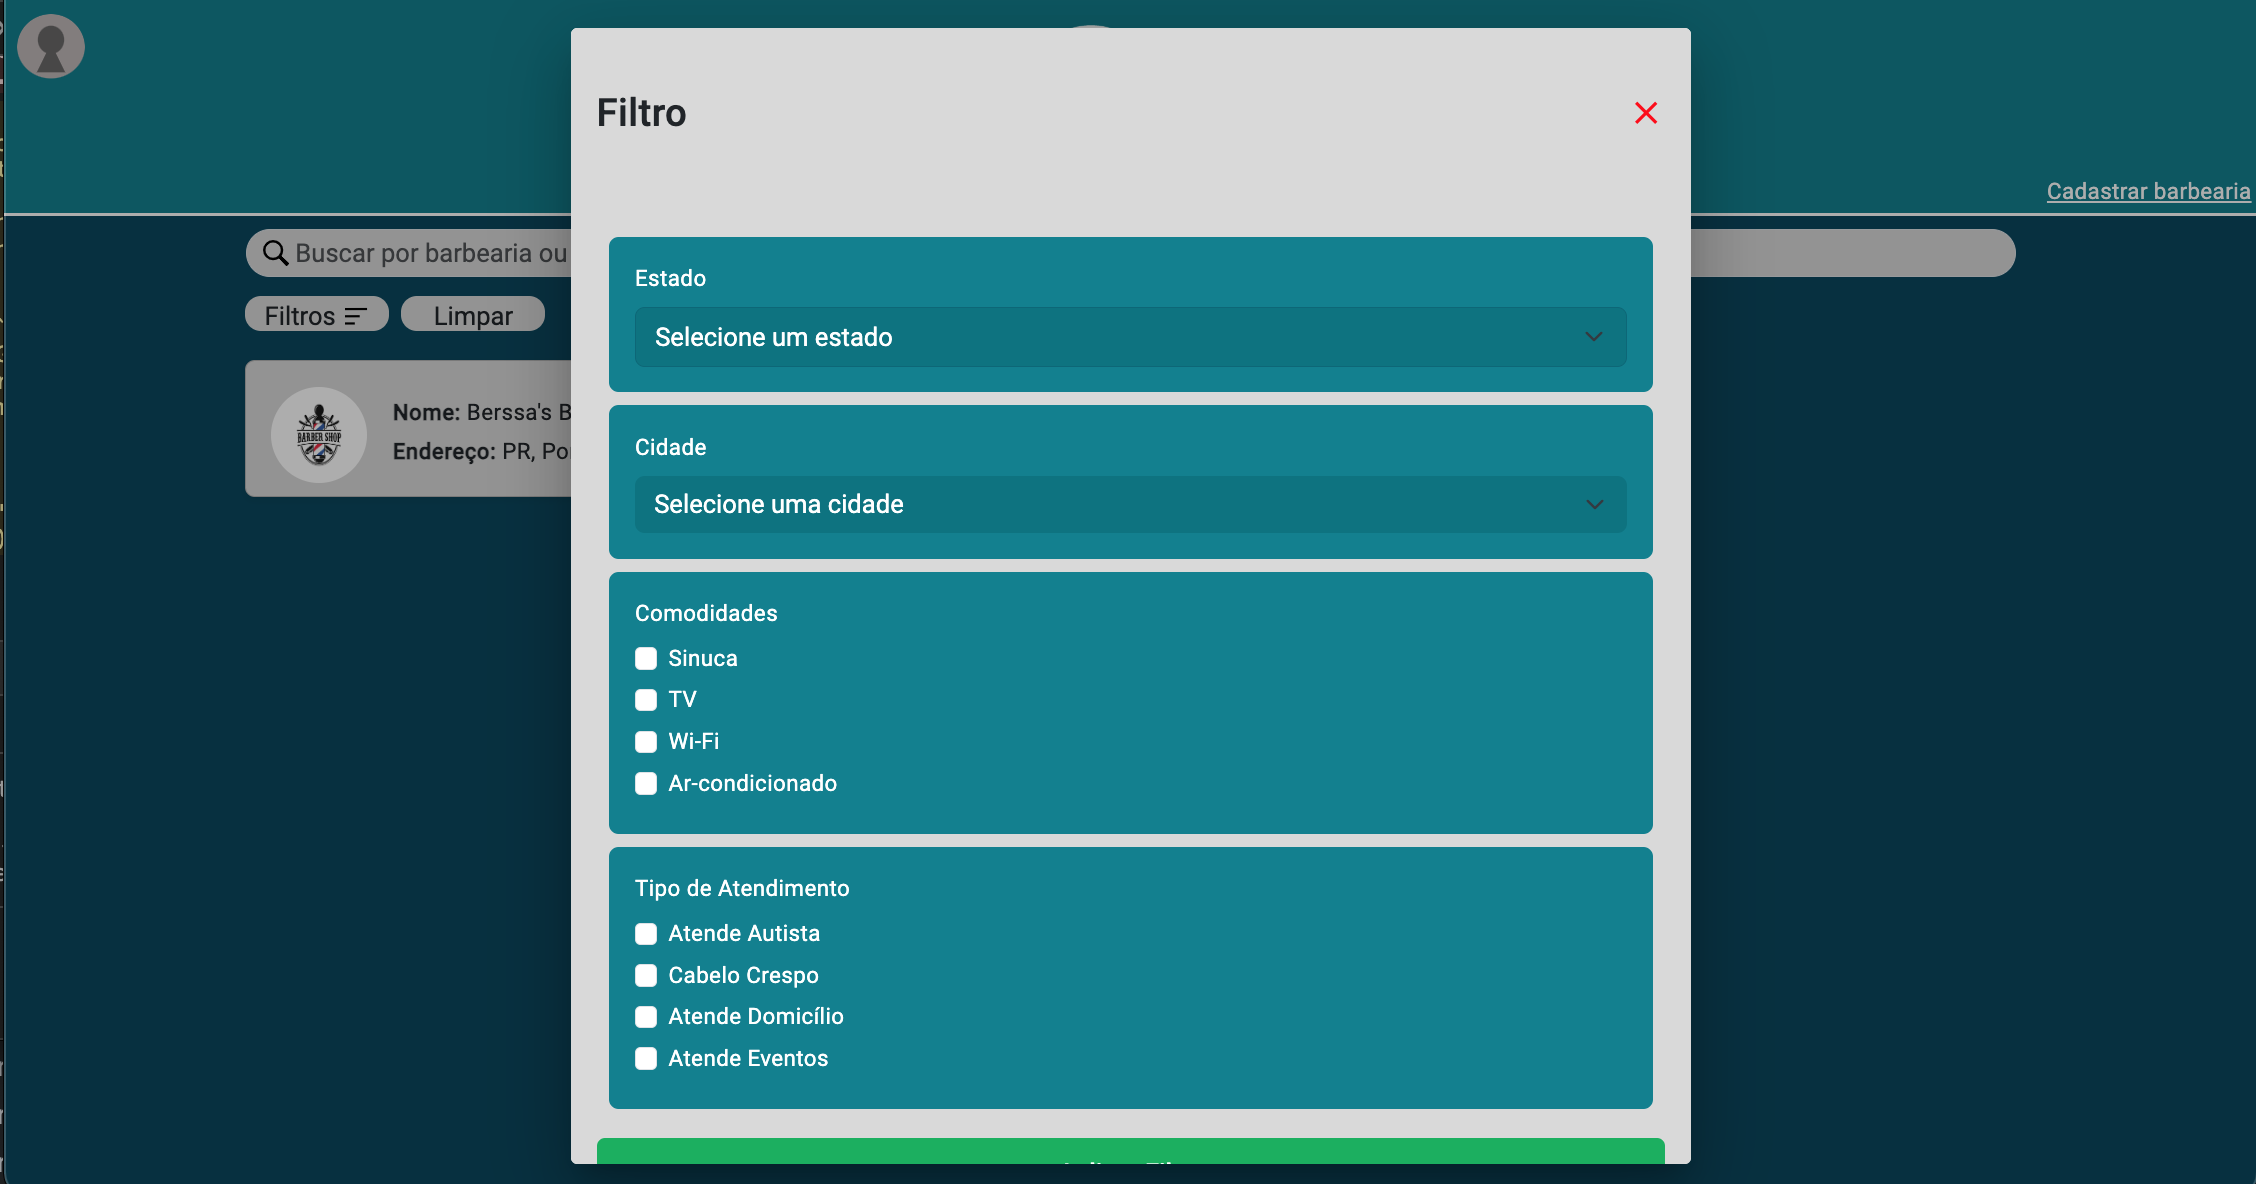 Filtro
Cadastrar barbearia
Buscar por barbearia ou
Filtros
Limpar
BARBER SHOP
Nome: Berssa's B
Endereço: PR, Po
Estado
Selecione um estado
Cidade
Selecione uma cidade
Comodidades
Sinuca
TV
Wi-Fi
Ar-condicionado
Tipo de Atendimento
Atende Autista
Cabelo Crespo
Atende Domicílio
Atende Eventos